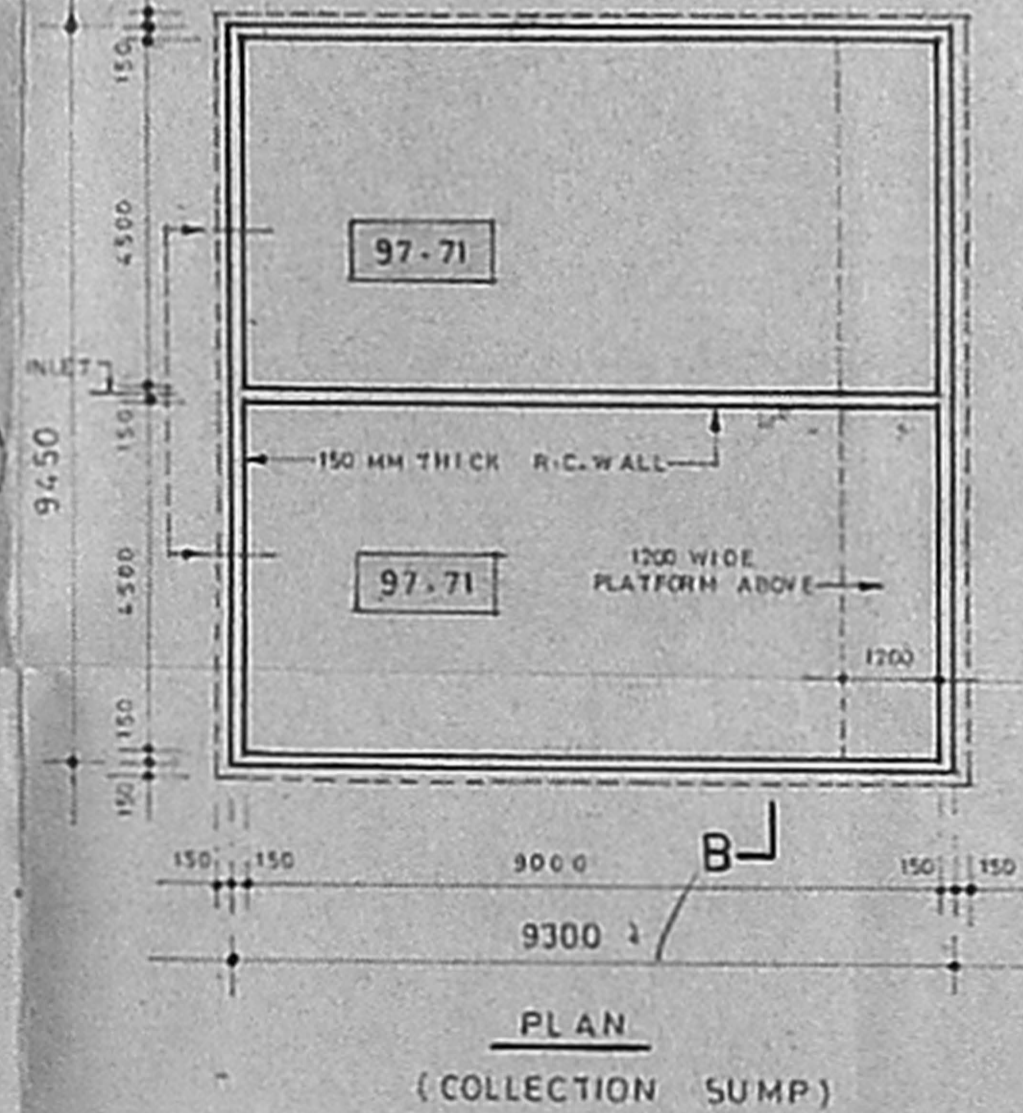 150
4500
97.71
INLET
150
9450
150 MM THICK R.C. WALL
4500
97.71
1200 WIDE
PLATFORM ABOVE
1200
150
150
B
150 150 9000 150 150
9300
PLAN
(COLLECTION SUMP)